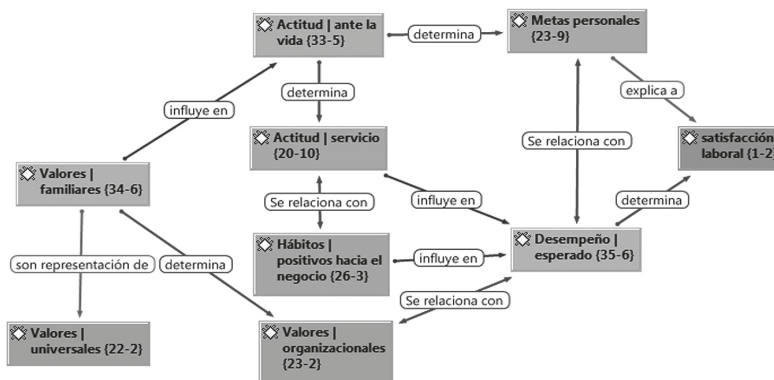 Actitud | ante la
vida {33-5}
determina
Metas personales
{23-9}
influye en
determina
explica a
Actitud | servicio
{20-10}
Se relaciona con
satisfacción
laboral {1-2}
Valores |
familiares {34-6}
Se relaciona con
influye en
determina
son representación de
determina
Hábitos |
positivos hacia el
negocio {26-3}
influye en
Desempeño |
esperado {35-6}
Se relaciona con
Valores |
universales {22-2}
Valores |
organizacionales
{23-2}